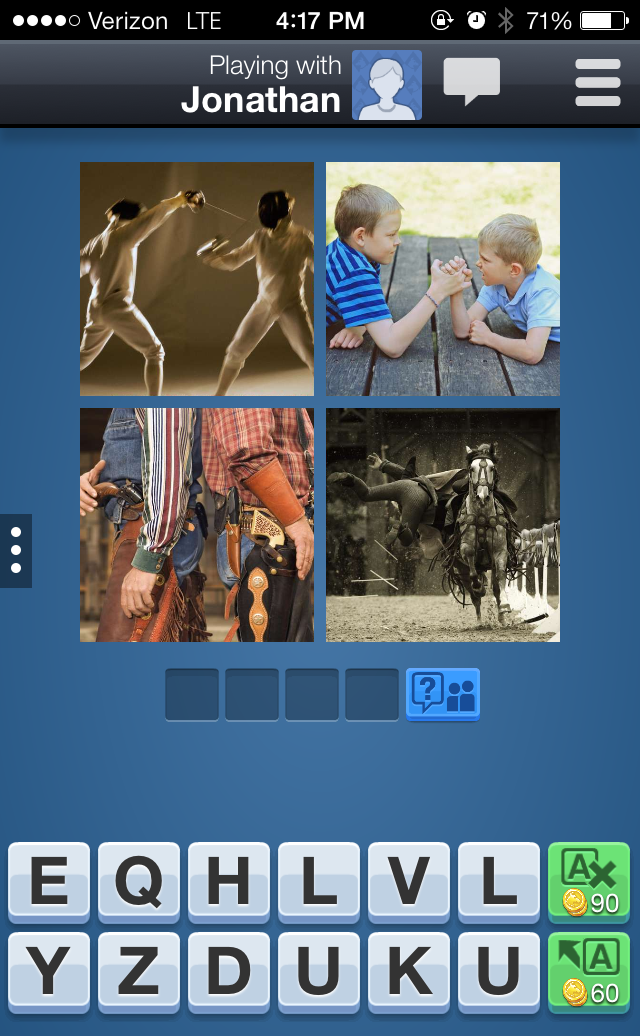 Verizon LTE 4:17 PM 71%
Playing with
Jonathan
?
E Q H L V L A 90
Y Z D U K U A 60